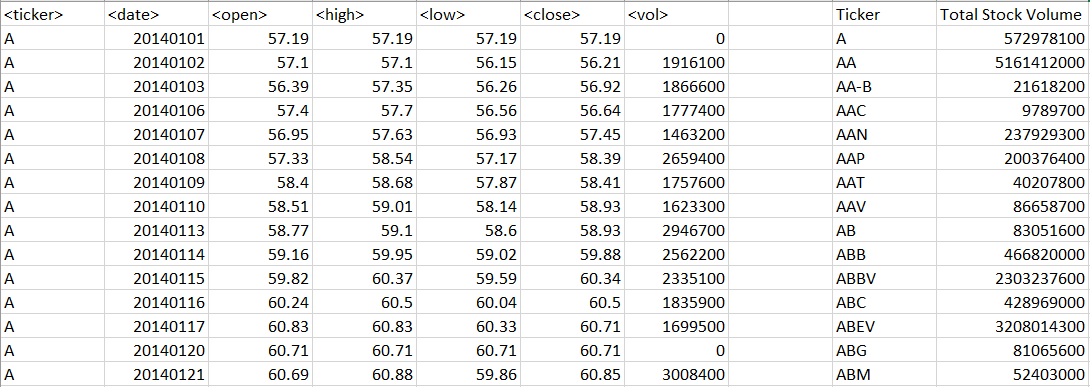 <ticker> <date> <open> <high> <low> <close> <vol> Ticker Total Stock Volume
A 20140101 57.19 57.19 57.19 57.19 0 A 572978100
A 20140102 57.1 57.1 56.15 56.21 1916100 AA 5161412000
A 20140103 56.39 57.35 56.26 56.92 1866600 AA-B 21618200
A 20140106 57.4 57.7 56.56 56.64 1777400 AAC 9789700
A 20140107 56.95 57.63 56.93 57.45 1463200 AAN 237929300
A 20140108 57.33 58.54 57.17 58.39 2659400 AAP 200376400
A 20140109 58.4 58.68 57.87 58.41 1757600 AAT 40207800
A 20140110 58.51 59.01 58.14 58.93 1623300 AAV 86658700
A 20140113 58.77 59.1 58.6 58.93 2946700 AB 83051600
A 20140114 59.16 59.95 59.02 59.88 2562200 ABB 466820000
A 20140115 59.82 60.37 59.59 60.34 2335100 ABBV 2303237600
A 20140116 60.24 60.5 60.04 60.5 1835900 ABC 428969000
A 20140117 60.83 60.83 60.33 60.71 1699500 ABEV 3208014300
A 20140120 60.71 60.71 60.71 60.71 0 ABG 81065600
A 20140121 60.69 60.88 59.86 60.85 3008400 ABM 52403000